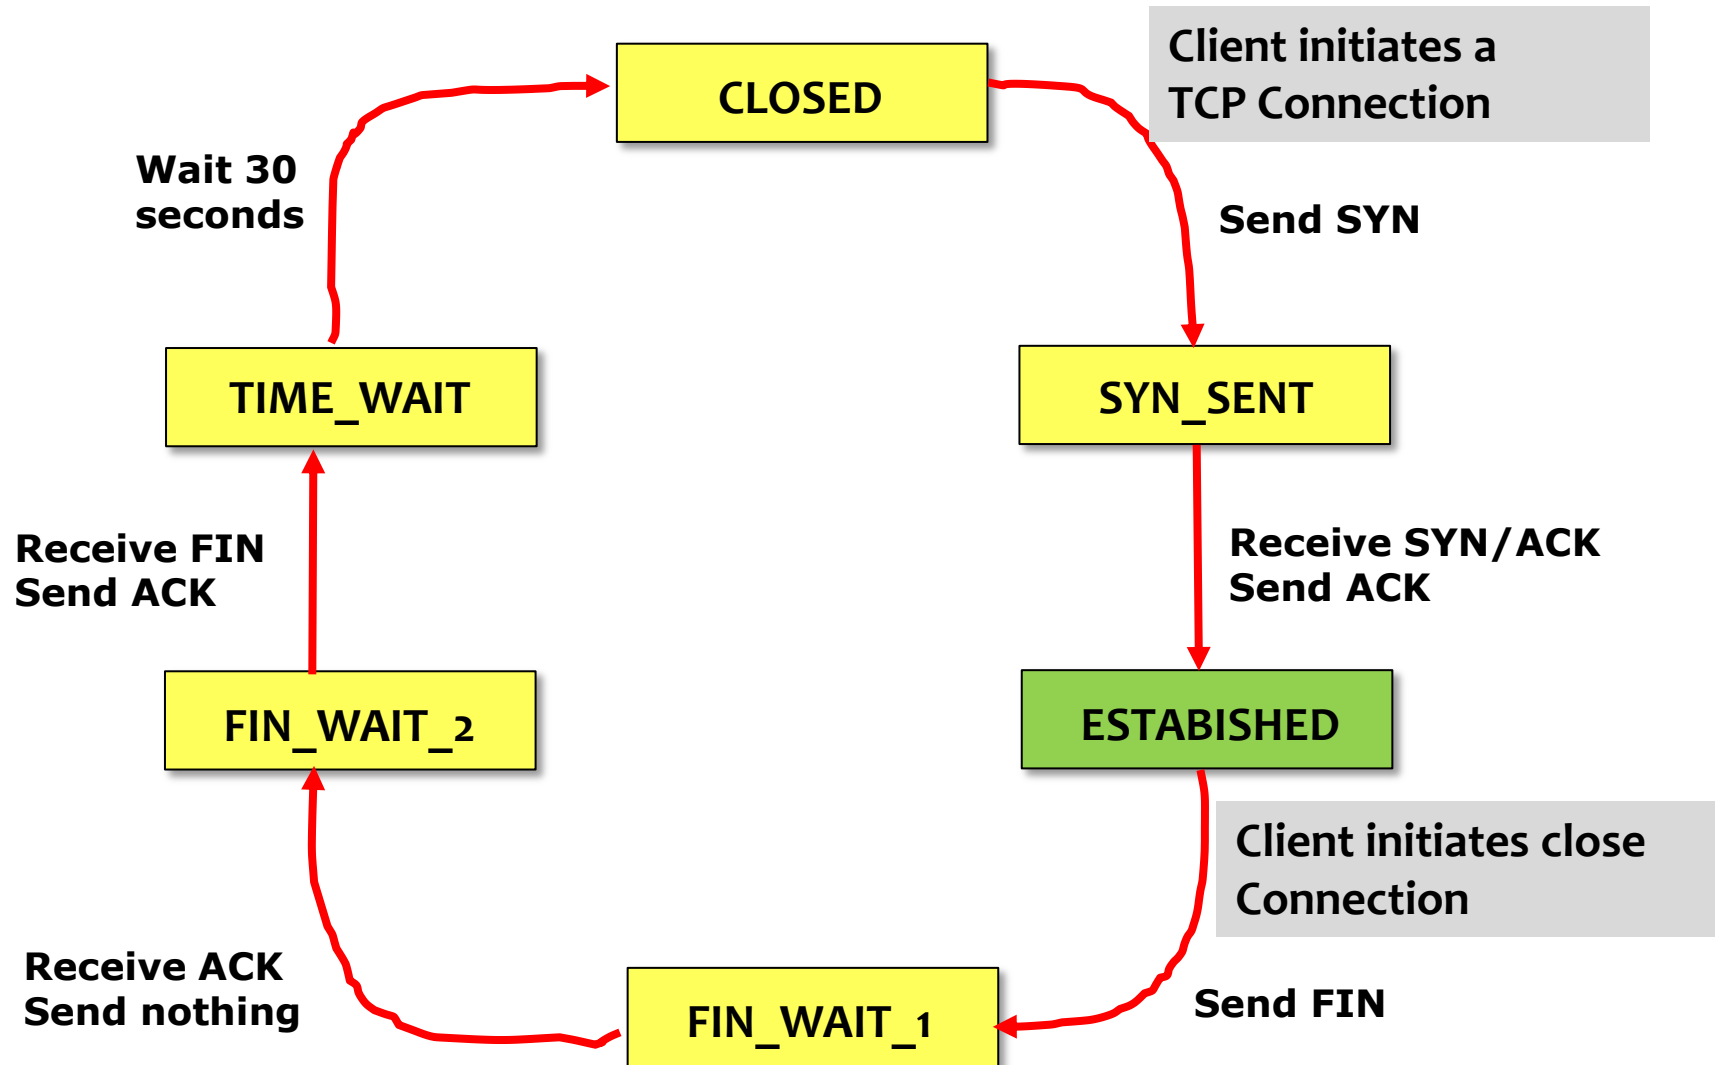 CLOSED
Client initiates a
TCP Connection
Wait 30
seconds
Send SYN
TIME_WAIT
SYN_SENT
Receive FIN
Send ACK
Receive SYN/ACK
Send ACK
FIN_WAIT_2
ESTABISHED
Client initiates close
Connection
Receive ACK
Send nothing
FIN_WAIT_1
Send FIN